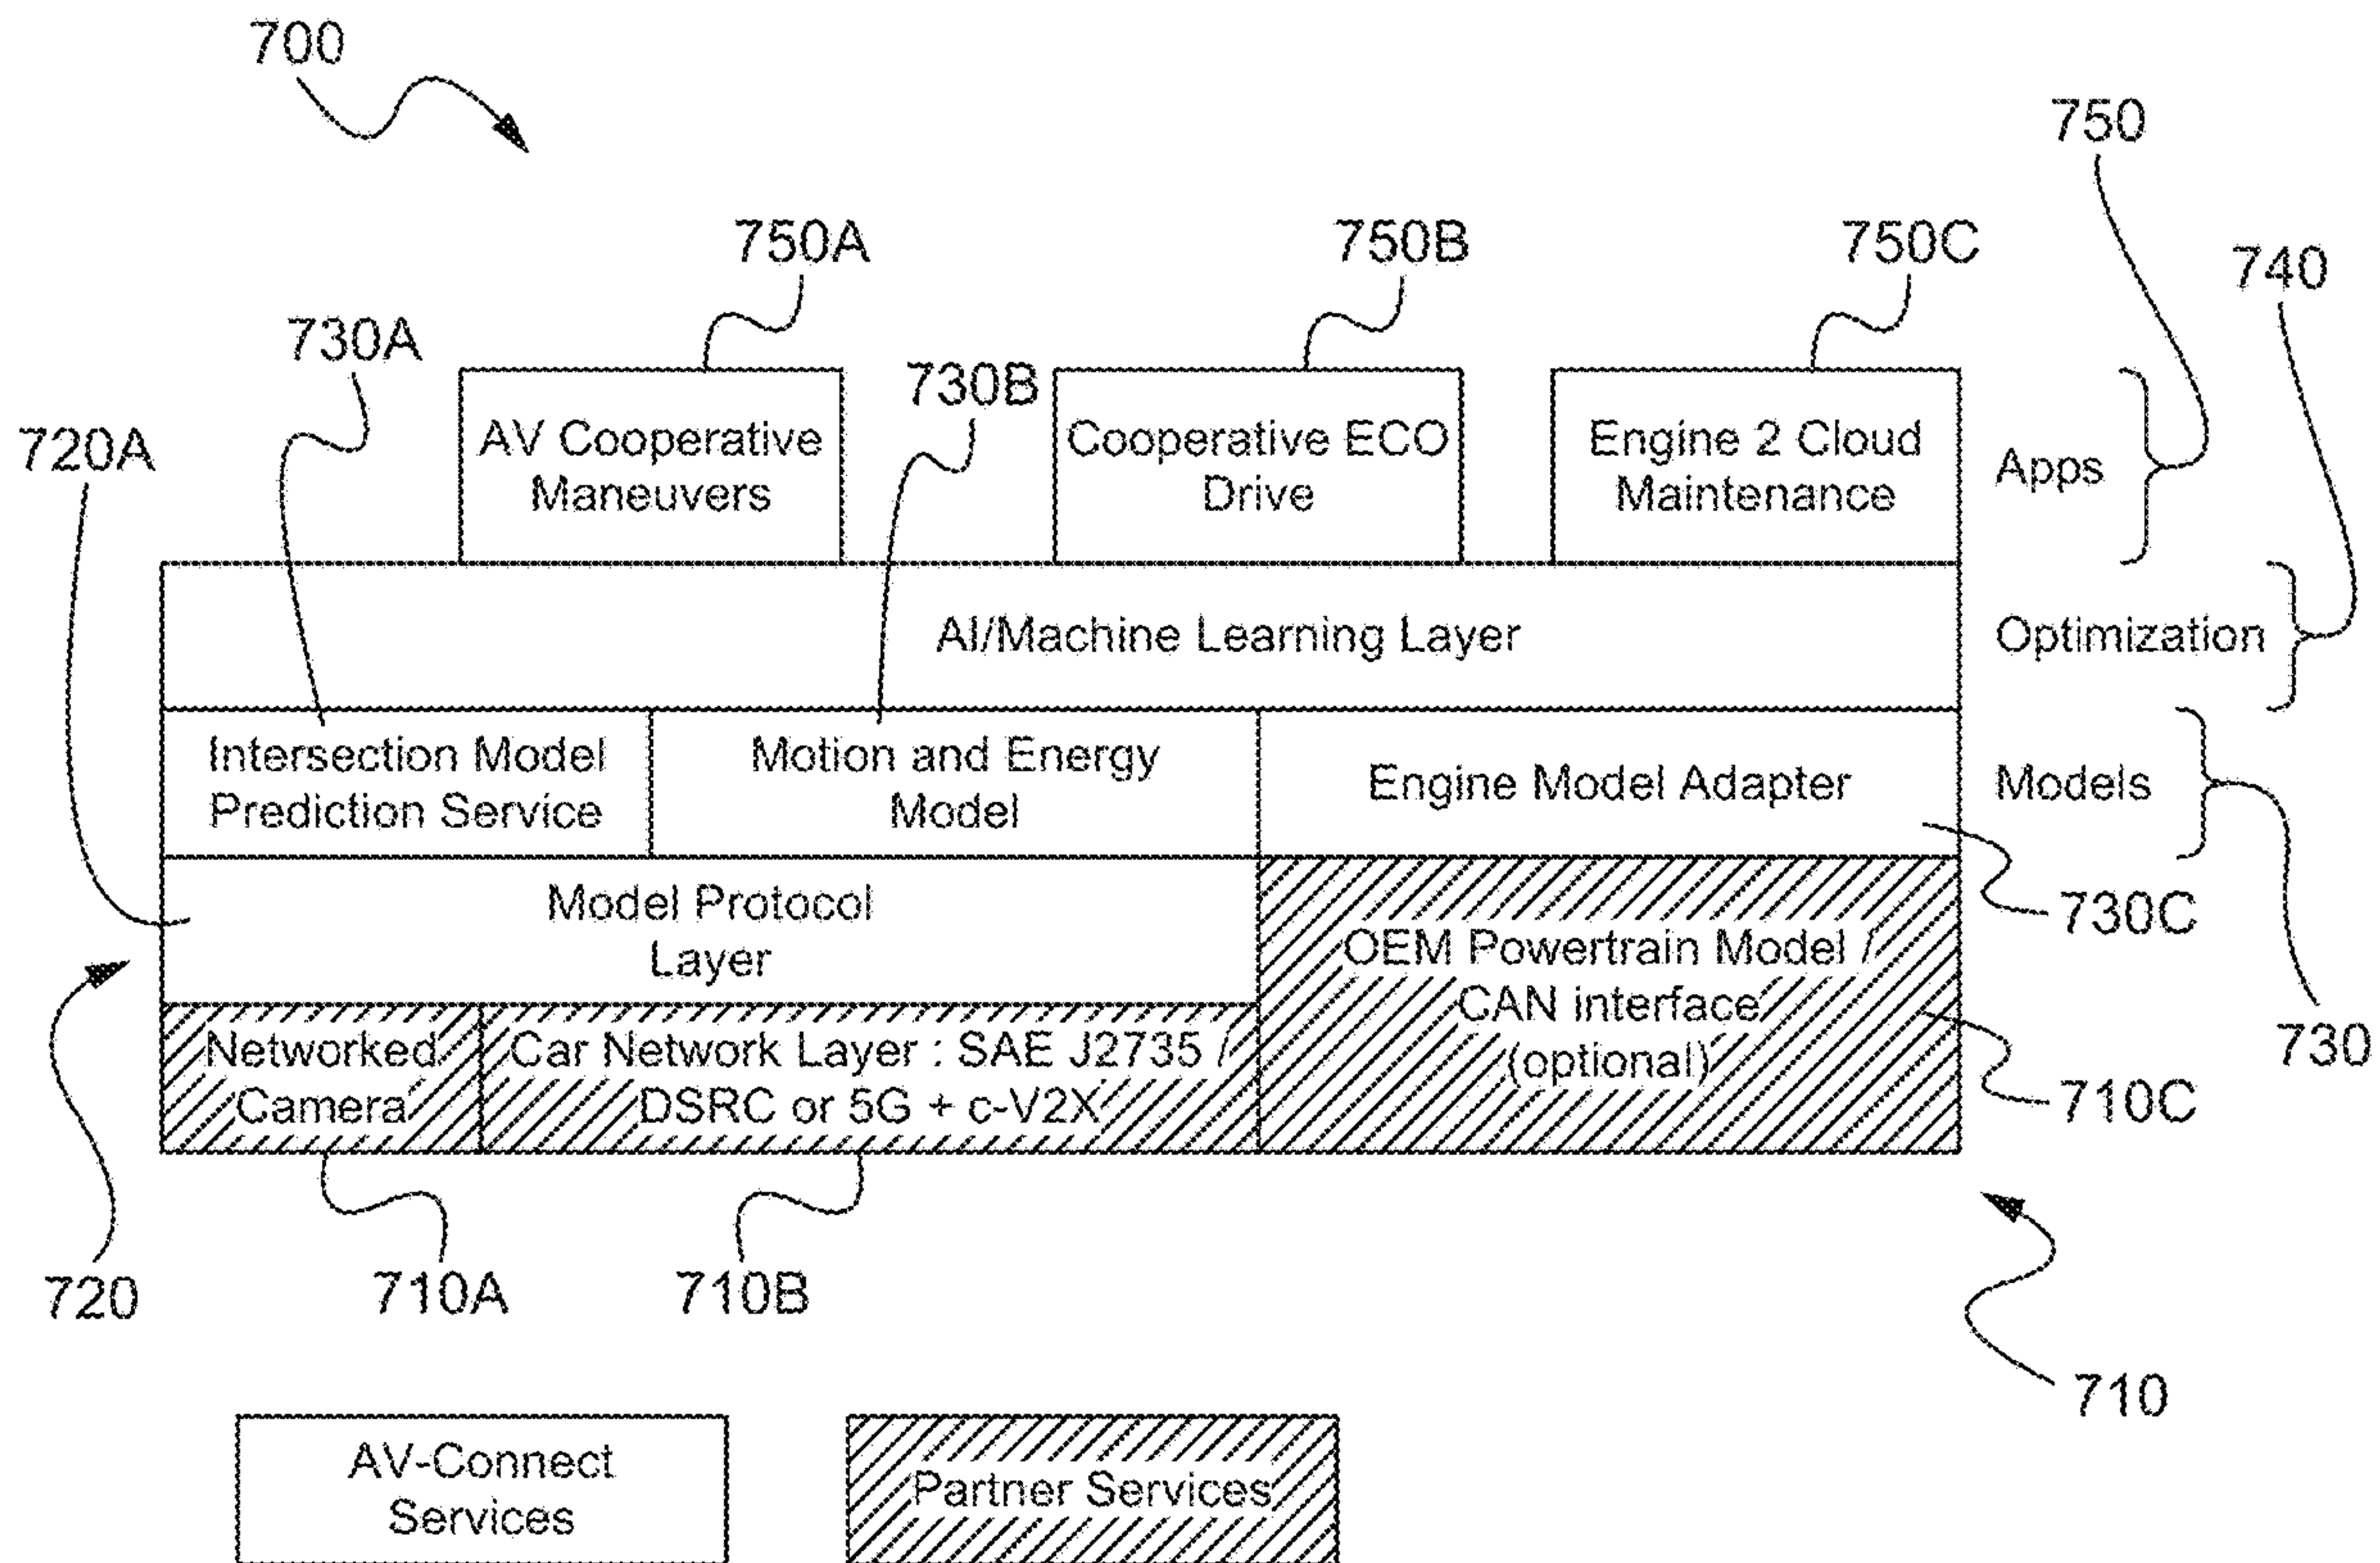 700
750
750A
750B
750C
740
730A
730B
720A
AV Cooperative
Maneuvers
Cooperative ECO
Drive
Engine 2 Cloud
Maintenance
Apps
AI/Machine Learning Layer
Optimization
Intersection Model
Prediction Service
Motion and Energy
Model
Engine Model Adapter
Models
Model Protocol
Layer
730C
OEM Powertrain Model /
CAN interface
(optional)
Networked
Camera
Car Network Layer : SAE J2735 /
DSRC or 5G + c-V2X
730
710C
720
710A
710B
710
AV-Connect
Services
Partner Services